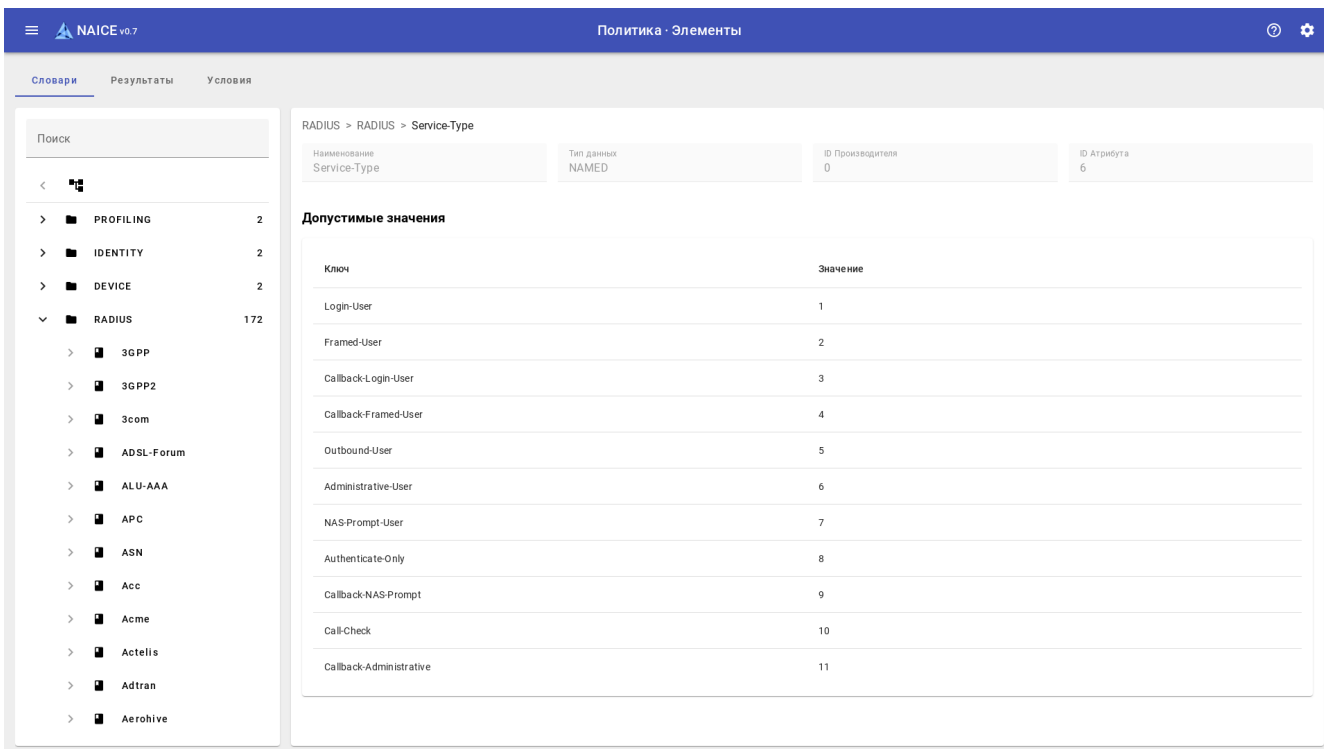 NAICE v0.7
Политика · Элементы
Словари Результаты Условия
Поиск
PROFILING 2
IDENTITY 2
DEVICE 2
RADIUS 172
3GPP
3GPP2
3com
ADSL-Forum
ALU-AAA
APC
ASN
Acc
Acme
Actelis
Adtran
Aerohive
RADIUS > RADIUS > Service-Type
Наименование Тип данных ID Производителя ID Атрибута
Service-Type NAMED 0 6
Допустимые значения
Ключ Значение
Login-User 1
Framed-User 2
Callback-Login-User 3
Callback-Framed-User 4
Outbound-User 5
Administrative-User 6
NAS-Prompt-User 7
Authenticate-Only 8
Callback-NAS-Prompt 9
Call-Check 10
Callback-Administrative 11